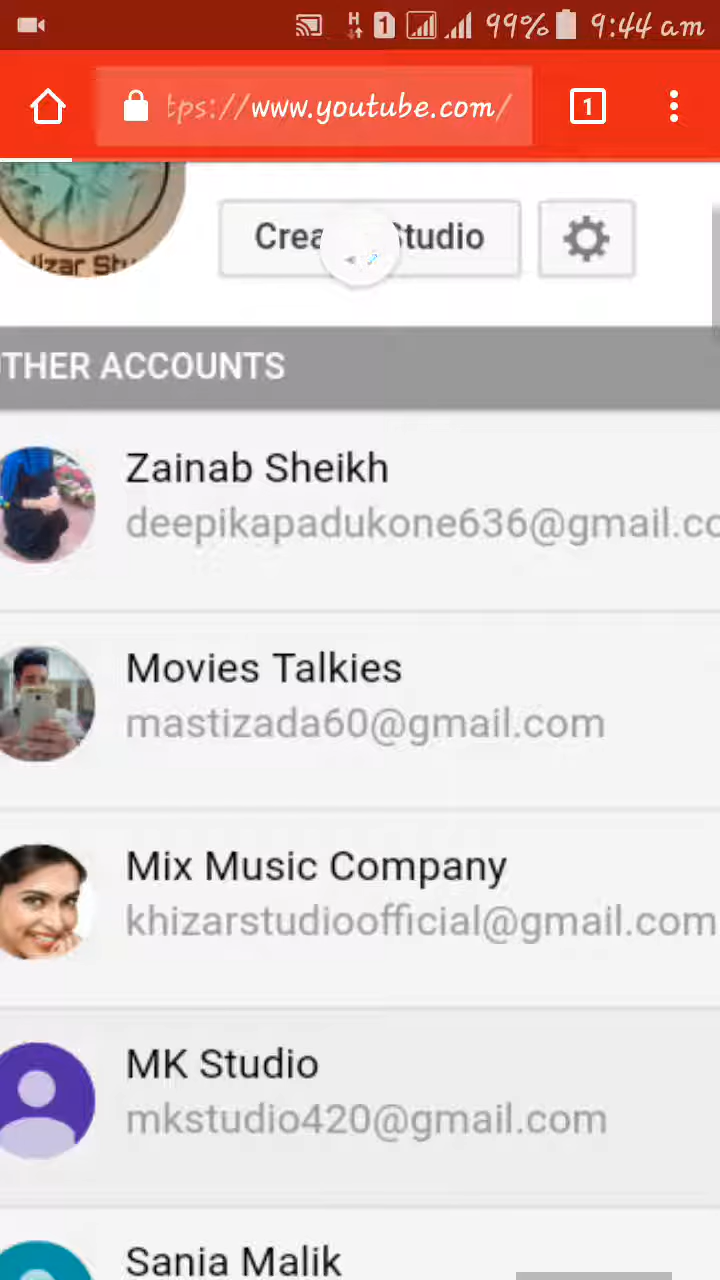 H 1 99% 9:44 am
tps://www.youtube.com/ 1
Studio
THER ACCOUNTS
Zainab Sheikh
deepikapadukone636@gmail.co
Movies Talkies
mastizada60@gmail.com
Mix Music Company
khizarstudioofficial@gmail.com
MK Studio
mkstudio420@gmail.com
Sania Malik